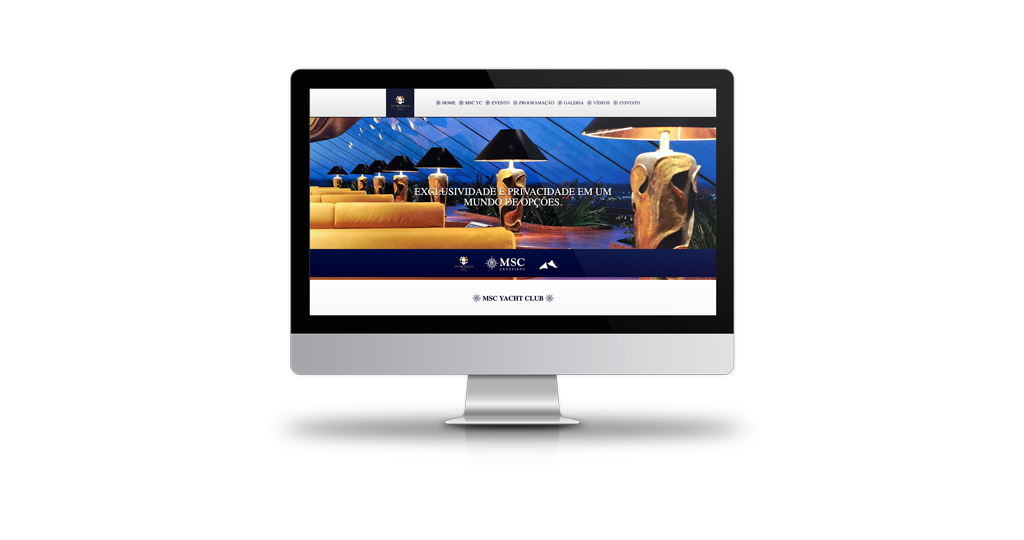 HOME MSC YC EVENTO PROGRAMAÇÃO GALERIA VÍDEOS CONTATO
EXCLUSIVIDADE E PRIVACIDADE EM UM
MUNDO DE OPÇÕES.
MSC
CRUZEIROS
MSC YACHT CLUB